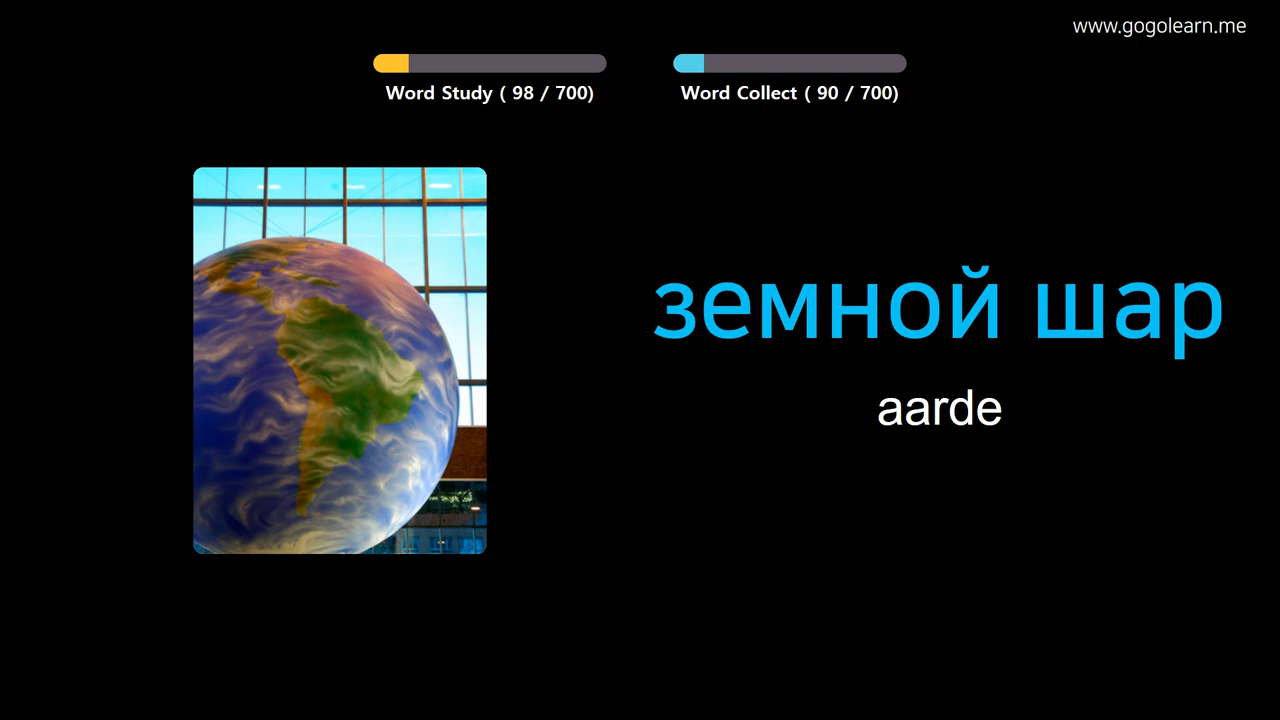 www.gogolearn.me
Word Study ( 98 / 700)
Word Collect ( 90 / 700)
земной шар
aarde